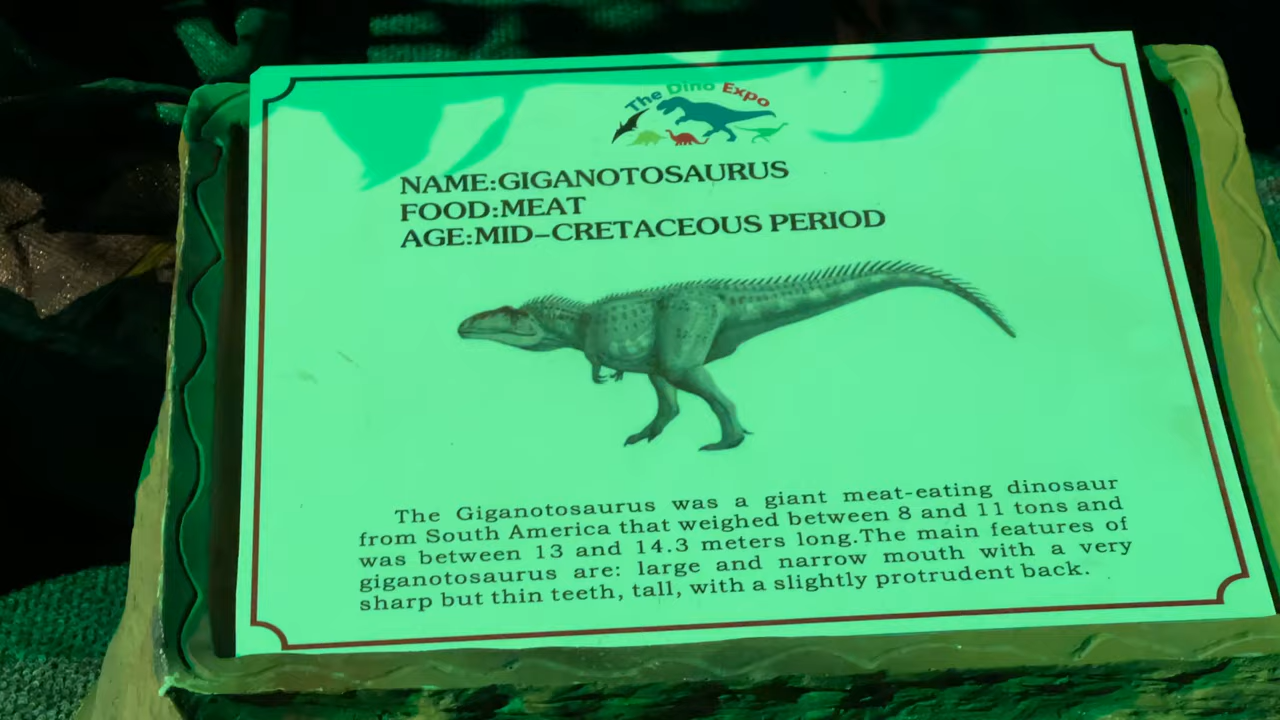 The Dino Expo
NAME:GIGANOTOSAURUS
FOOD:MEAT
AGE:MID-CRETACEOUS PERIOD
The Giganotosaurus was a giant meat-eating dinosaur
from South America that weighed between 8 and 11 tons and
was between 13 and 14.3 meters long.The main features of
giganotosaurus are: large and narrow mouth with a very
sharp but thin teeth, tall, with a slightly protrudent back.